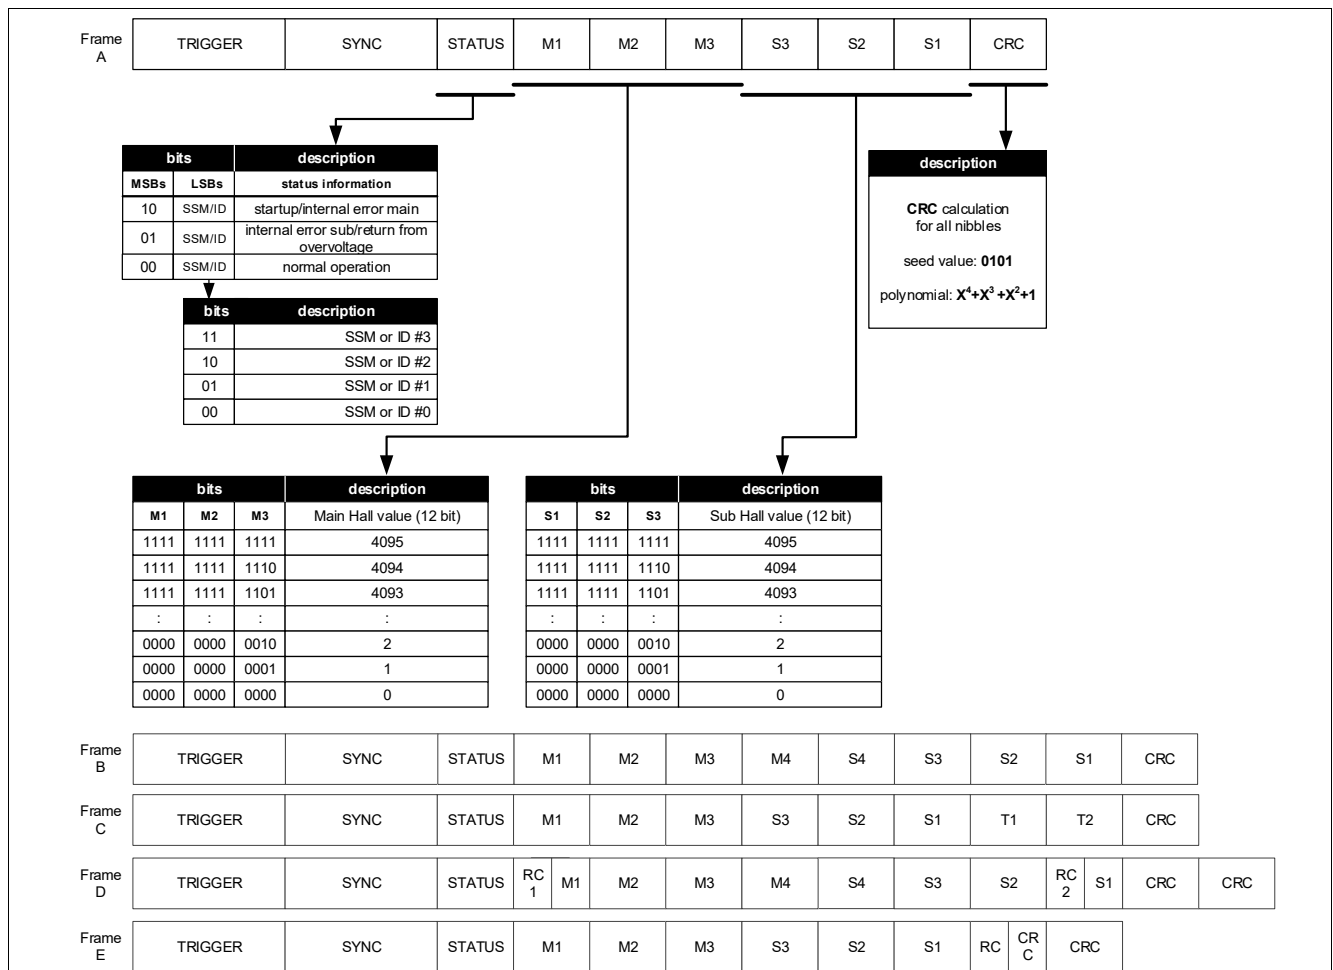 Frame A TRIGGER SYNC STATUS M1 M2 M3 S3 S2 S1 CRC
bits description
MSBs LSBs status information
10 SSM/ID startup/internal error main
01 SSM/ID internal error sub/return from
overvoltage
00 SSM/ID normal operation
description
CRC calculation
for all nibbles
seed value: 0101
polynomial: X⁴+X³+X²+1
bits description
11 SSM or ID #3
10 SSM or ID #2
01 SSM or ID #1
00 SSM or ID #0
bits description
M1 M2 M3 Main Hall value (12 bit)
1111 1111 1111 4095
1111 1111 1110 4094
1111 1111 1101 4093
: : : :
0000 0000 0010 2
0000 0000 0001 1
0000 0000 0000 0
bits description
S1 S2 S3 Sub Hall value (12 bit)
1111 1111 1111 4095
1111 1111 1110 4094
1111 1111 1101 4093
: : : :
0000 0000 0010 2
0000 0000 0001 1
0000 0000 0000 0
Frame B TRIGGER SYNC STATUS M1 M2 M3 M4 S4 S3 S2 S1 CRC
Frame C TRIGGER SYNC STATUS M1 M2 M3 S3 S2 S1 T1 T2 CRC
Frame D TRIGGER SYNC STATUS RC 1 M1 M2 M3 M4 S4 S3 S2 RC 2 S1 CRC CRC
Frame E TRIGGER SYNC STATUS M1 M2 M3 S3 S2 S1 RC CR C CRC